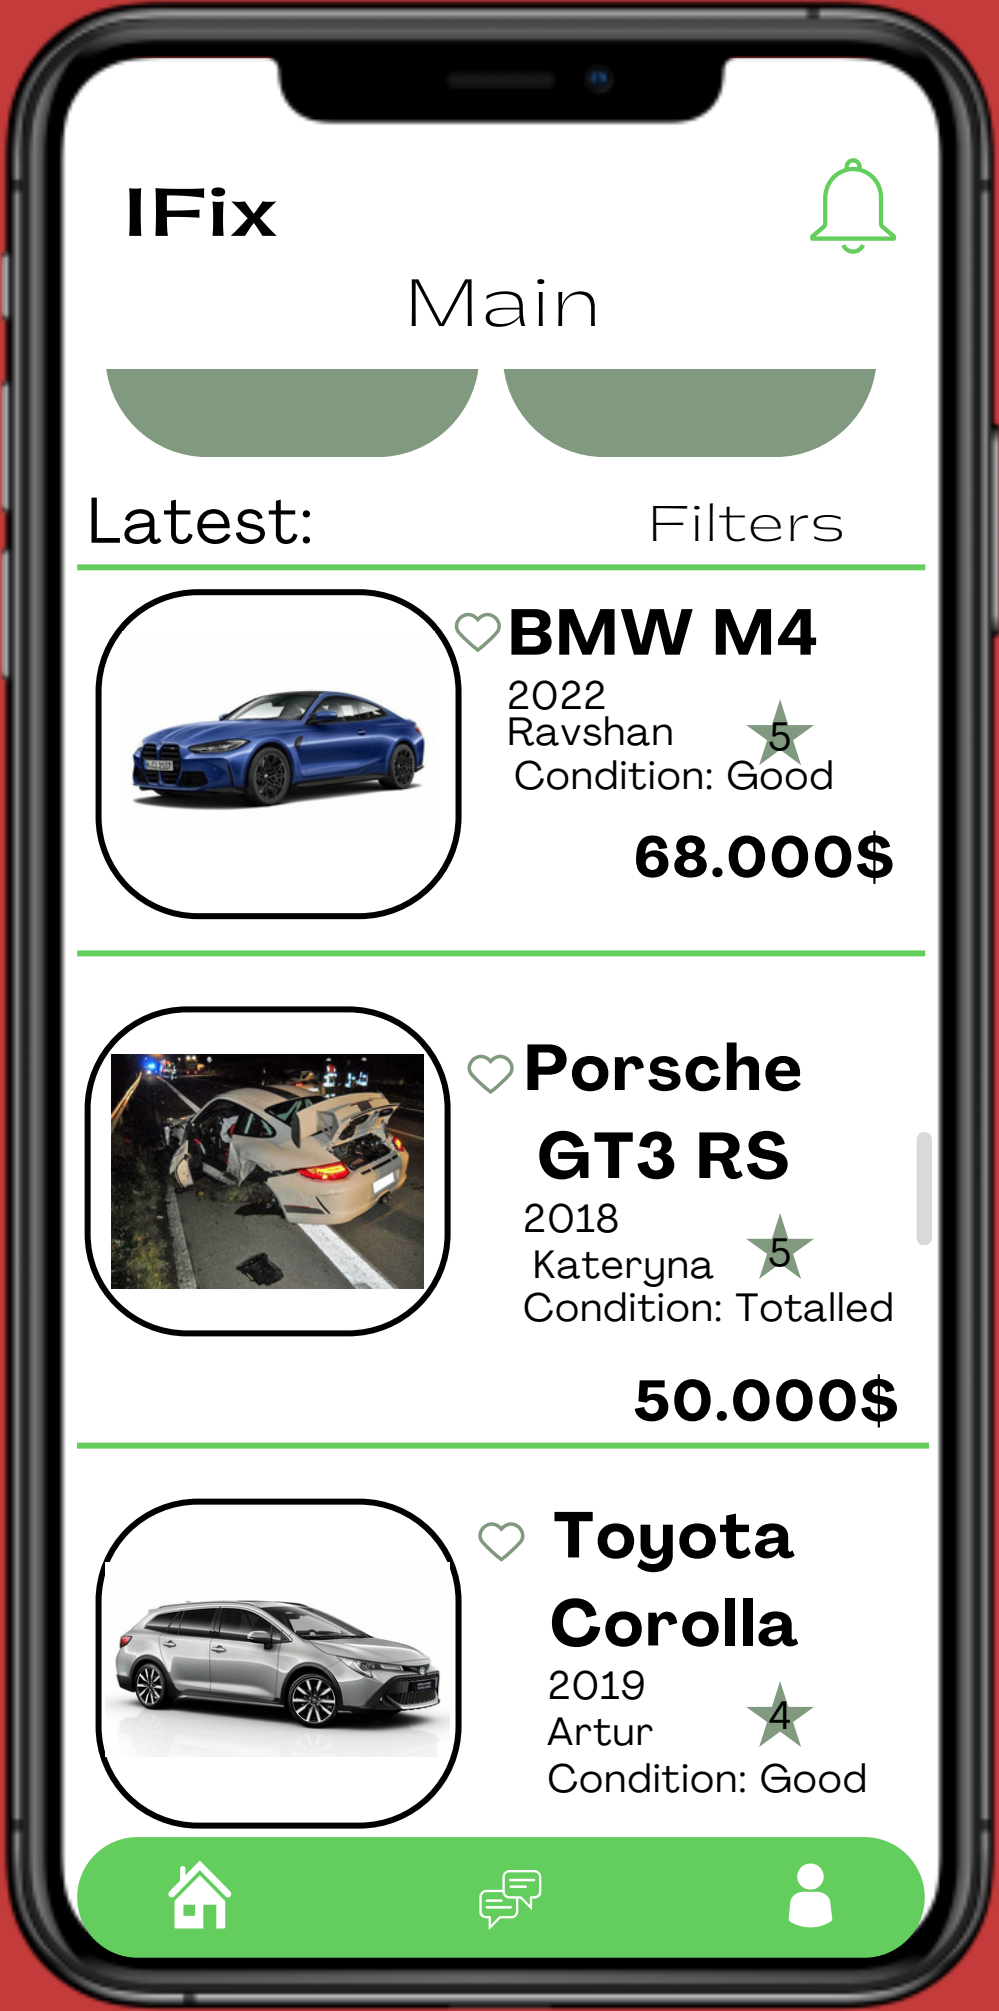 IFix
Main
Latest:
Filters
BMW M4
2022
Ravshan
5
Condition: Good
68.000$
Porsche
GT3 RS
2018
Kateryna
5
Condition: Totalled
50.000$
Toyota
Corolla
2019
Artur
4
Condition: Good